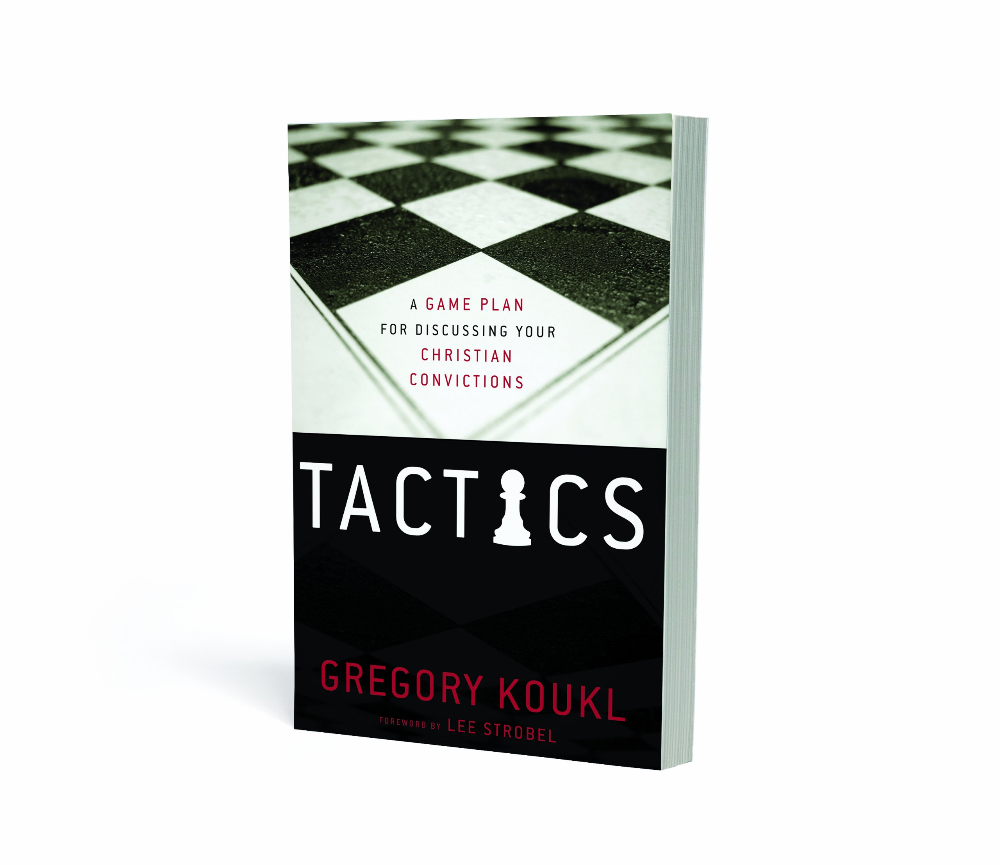 A GAME PLAN
FOR DISCUSSING YOUR
CHRISTIAN
CONVICTIONS
TACTICS
GREGORY KOUKL
FOREWORD BY LEE STROBEL